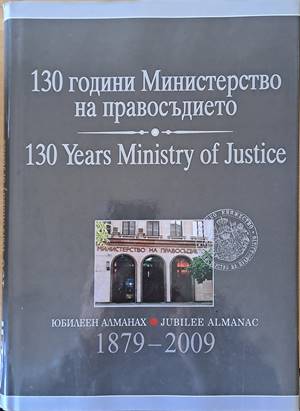 130 години Министерство
на правосъдието
130 Years Ministry of Justice
МИНИСТЕРСТВО НА ПРАВОСЪДИЕТО
ЮБИЛЕЕН АЛМАНАХ JUBILEE ALMANAC
1879–2009